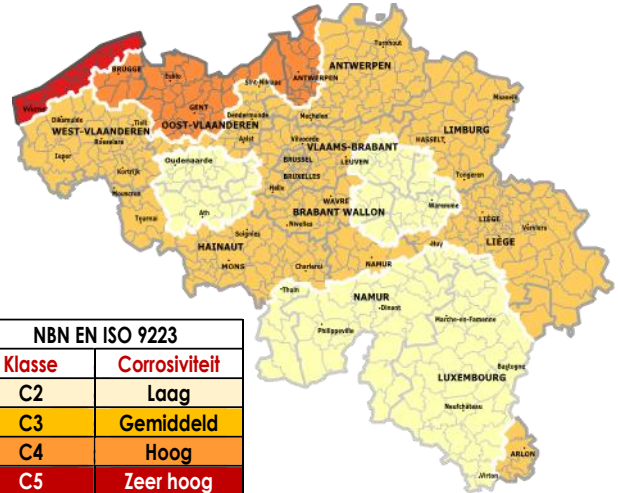 Turnhout
ANTWERPEN
BRUGGE
Eeklo
St-Niklaas
ANTWERPEN
Maaseik
Veurne
GENT
Diksmuide
Tielt
OOST-VLAANDEREN
Dendermonde
Mechelen
WEST-VLAANDEREN
Roeselare
Aalst
Vilvoorde
VLAAMS-BRABANT
HASSELT
LIMBURG
Ieper
Oudenaarde
BRUSSEL
LEUVEN
Kortrijk
BRUXELLES
Tongeren
Mouscron
Halle
WAVRE
Ath
BRABANT WALLON
Waremme
Tournai
Nivelles
LIÈGE
Verviers
Soignies
HAINAUT
Huy
LIÈGE
MONS
Charleroi
NAMUR
Thuin
NAMUR
Dinant
Philippeville
Marche-en-Famenne
Bastogne
LUXEMBOURG
Neufchâteau
ARLON
Virton
NBN EN ISO 9223
Klasse Corrosiviteit
C2 Laag
C3 Gemiddeld
C4 Hoog
C5 Zeer hoog